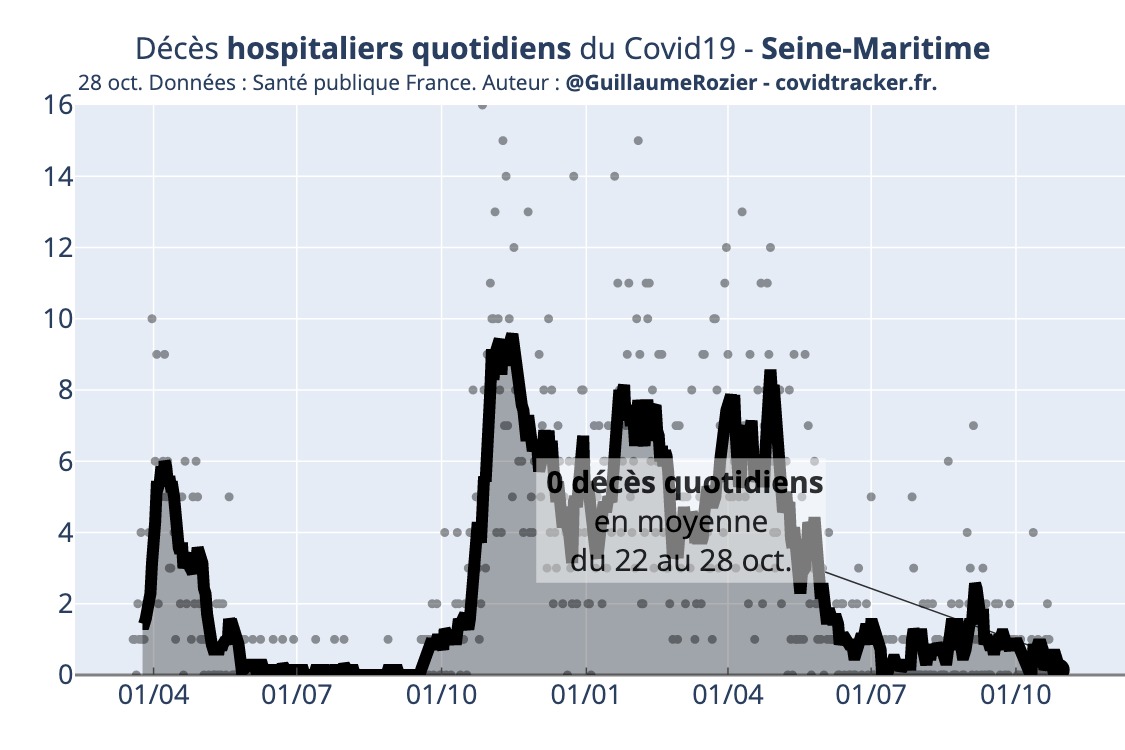 Décès hospitaliers quotidiens du Covid19 - Seine-Maritime
28 oct. Données : Santé publique France. Auteur : @GuillaumeRozier - covidtracker.fr.
16
14
12
10
8
6
4
2
0
0 décès quotidiens
en moyenne
du 22 au 28 oct.
01/04 01/07 01/10 01/01 01/04 01/07 01/10